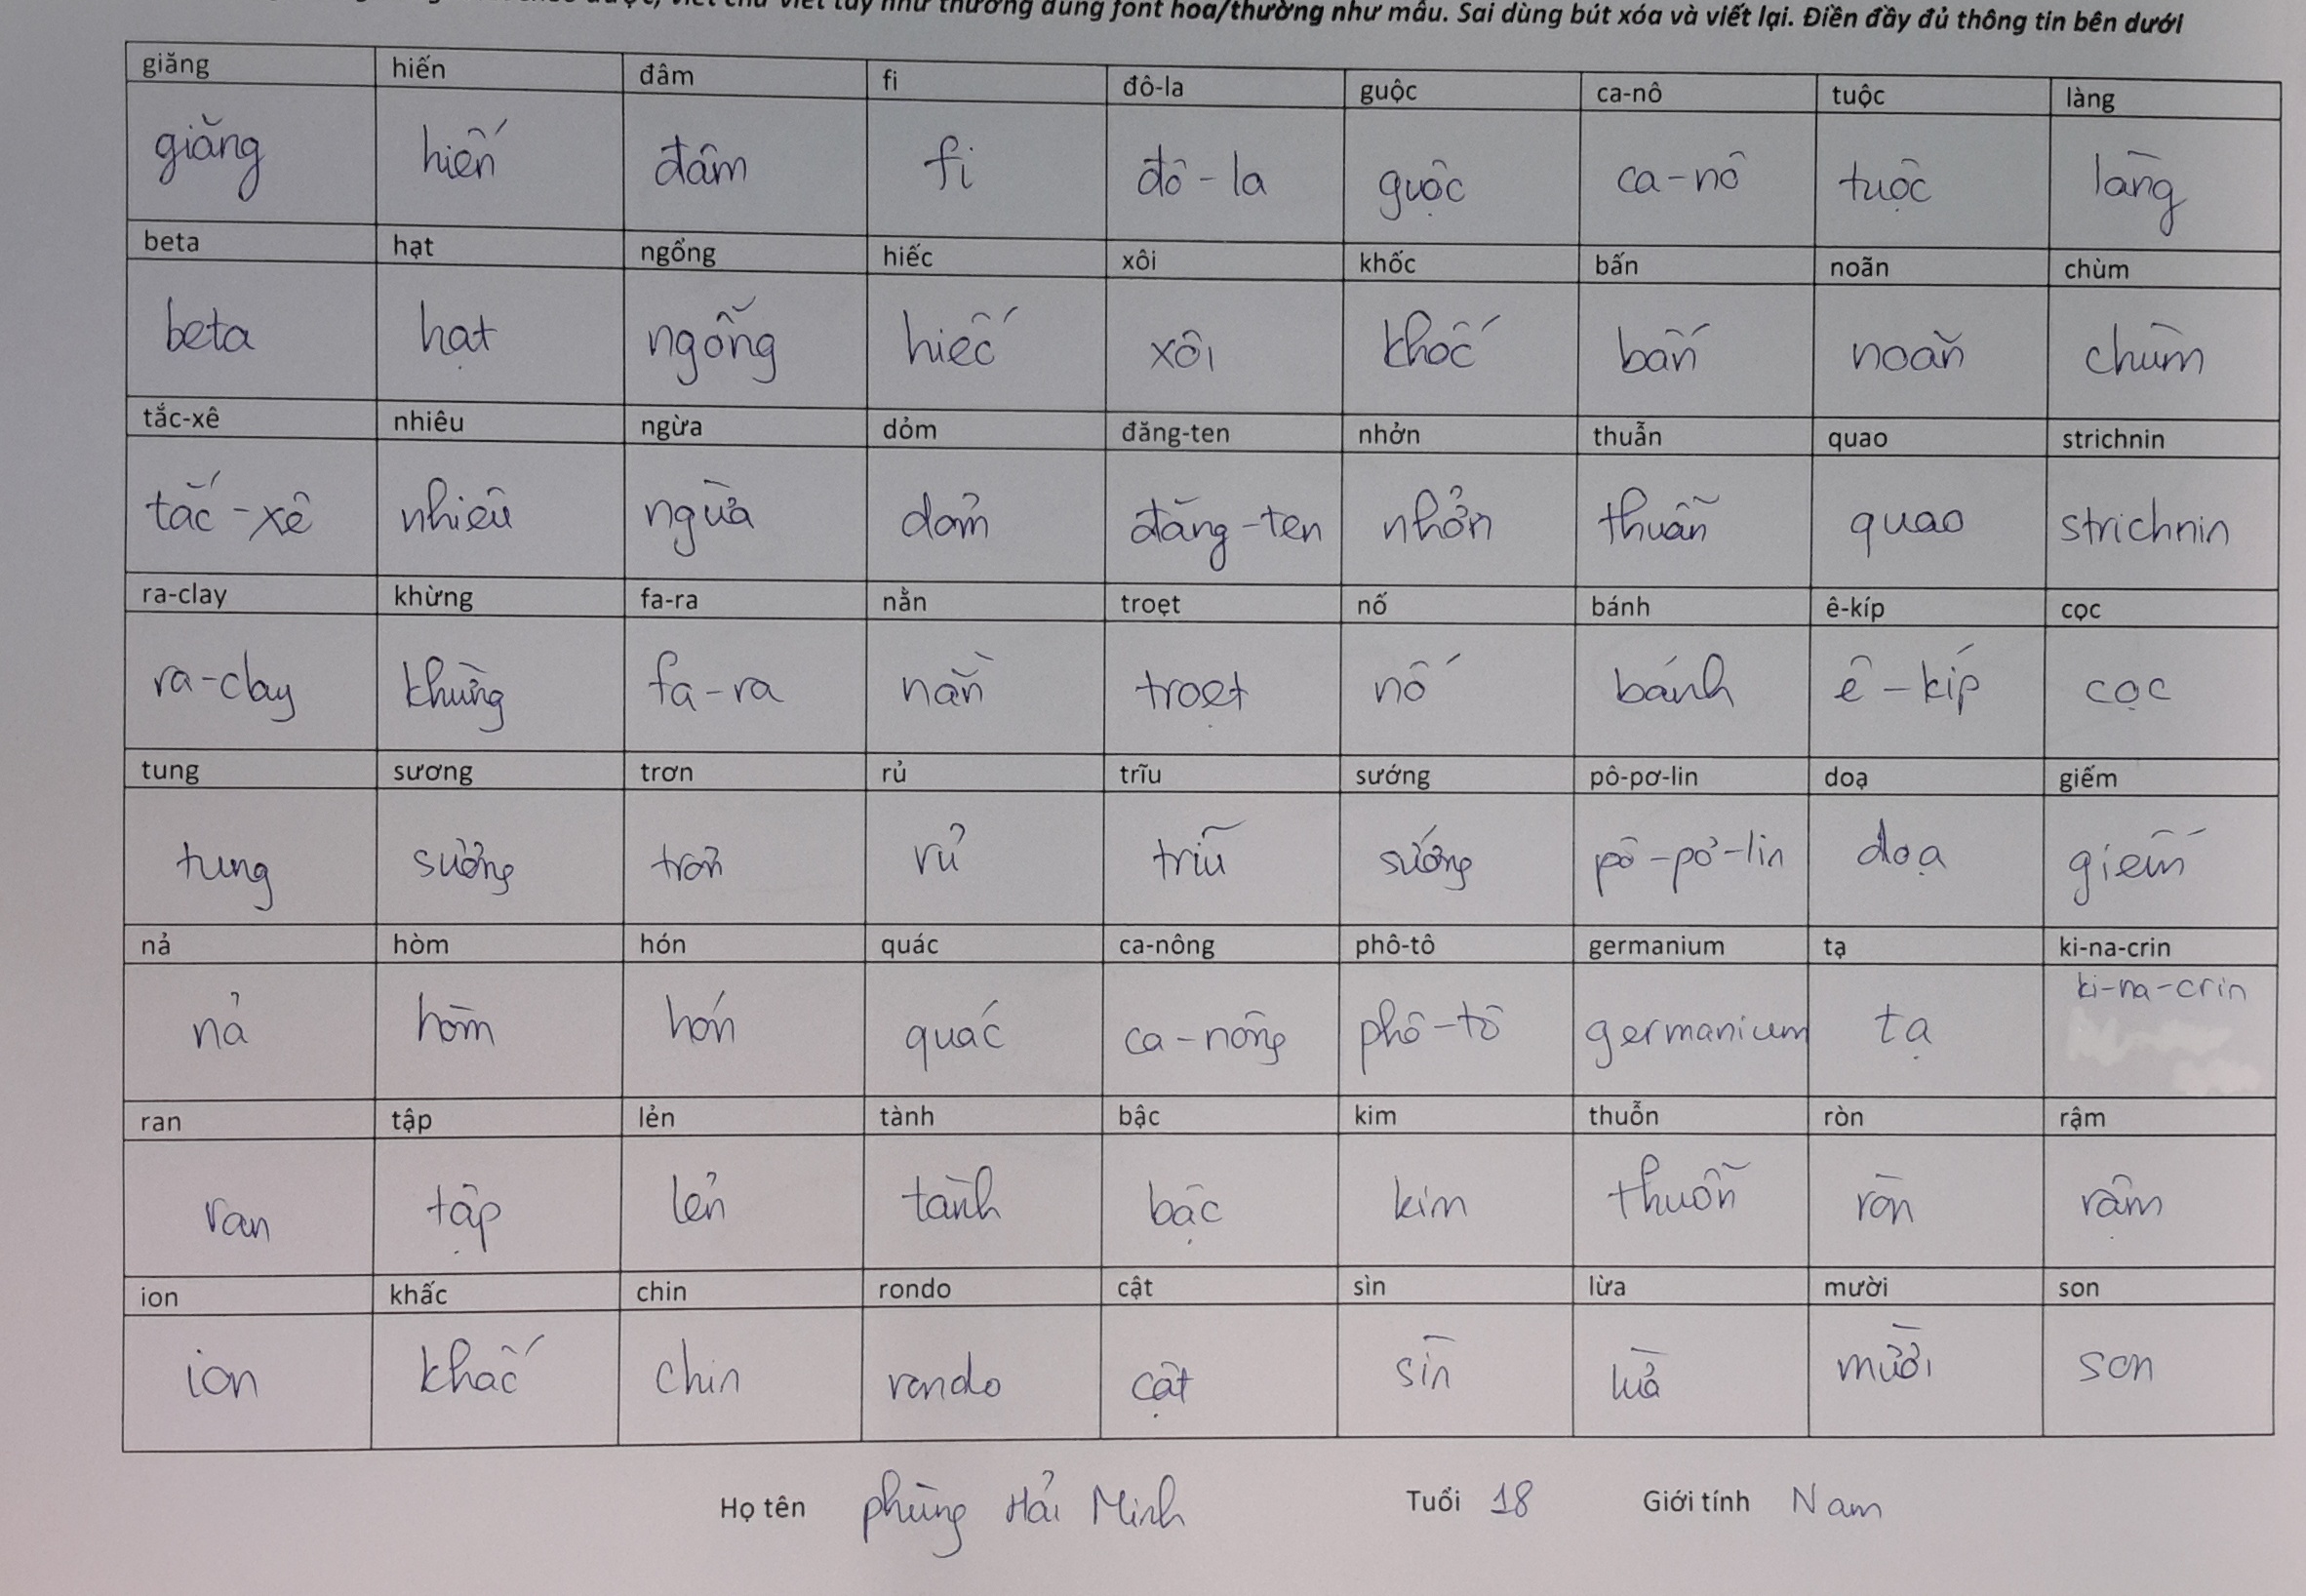 viết chữ viết tay như thường dùng font hoa/thường như mẫu. Sai dùng bút xóa và viết lại. Điền đầy đủ thông tin bên dưới
giăng hiến đâm fi đô-la guộc ca-nô tuộc làng
giăng hiến đâm fi đô-la guộc ca-nô tuộc làng
beta hạt ngổng hiếc xôi khốc bấn noãn chùm
beta hạt ngổng hiếc xôi khốc bấn noãn chùm
tắc-xê nhiêu ngừa dỏm đăng-ten nhởn thuẫn quao strichnin
tắc-xê nhiêu ngừa dỏm đăng-ten nhởn thuẫn quao strichnin
ra-clay khừng fa-ra nằn troẹt nố bánh ê-kíp cọc
ra-clay khừng fa-ra nằn troẹt nố bánh ê-kíp cọc
tung sương trơn rủ trĩu sướng pô-pơ-lin doạ giếm
tung sương trơn rủ trĩu sướng pô-pơ-lin doạ giếm
nả hòm hón quác ca-nông phô-tô germanium tạ ki-na-crin
nả hòm hón quác ca-nông phô-tô germanium tạ ki-na-crin
ran tập lẻn tành bậc kim thuỗn ròn rậm
ran tập lẻn tành bậc kim thuỗn ròn rậm
ion khấc chin rondo cật sìn lừa mười son
ion khấc chin rondo cật sìn lừa mười son
Họ tên phùng Hải Minh Tuổi 18 Giới tính Nam